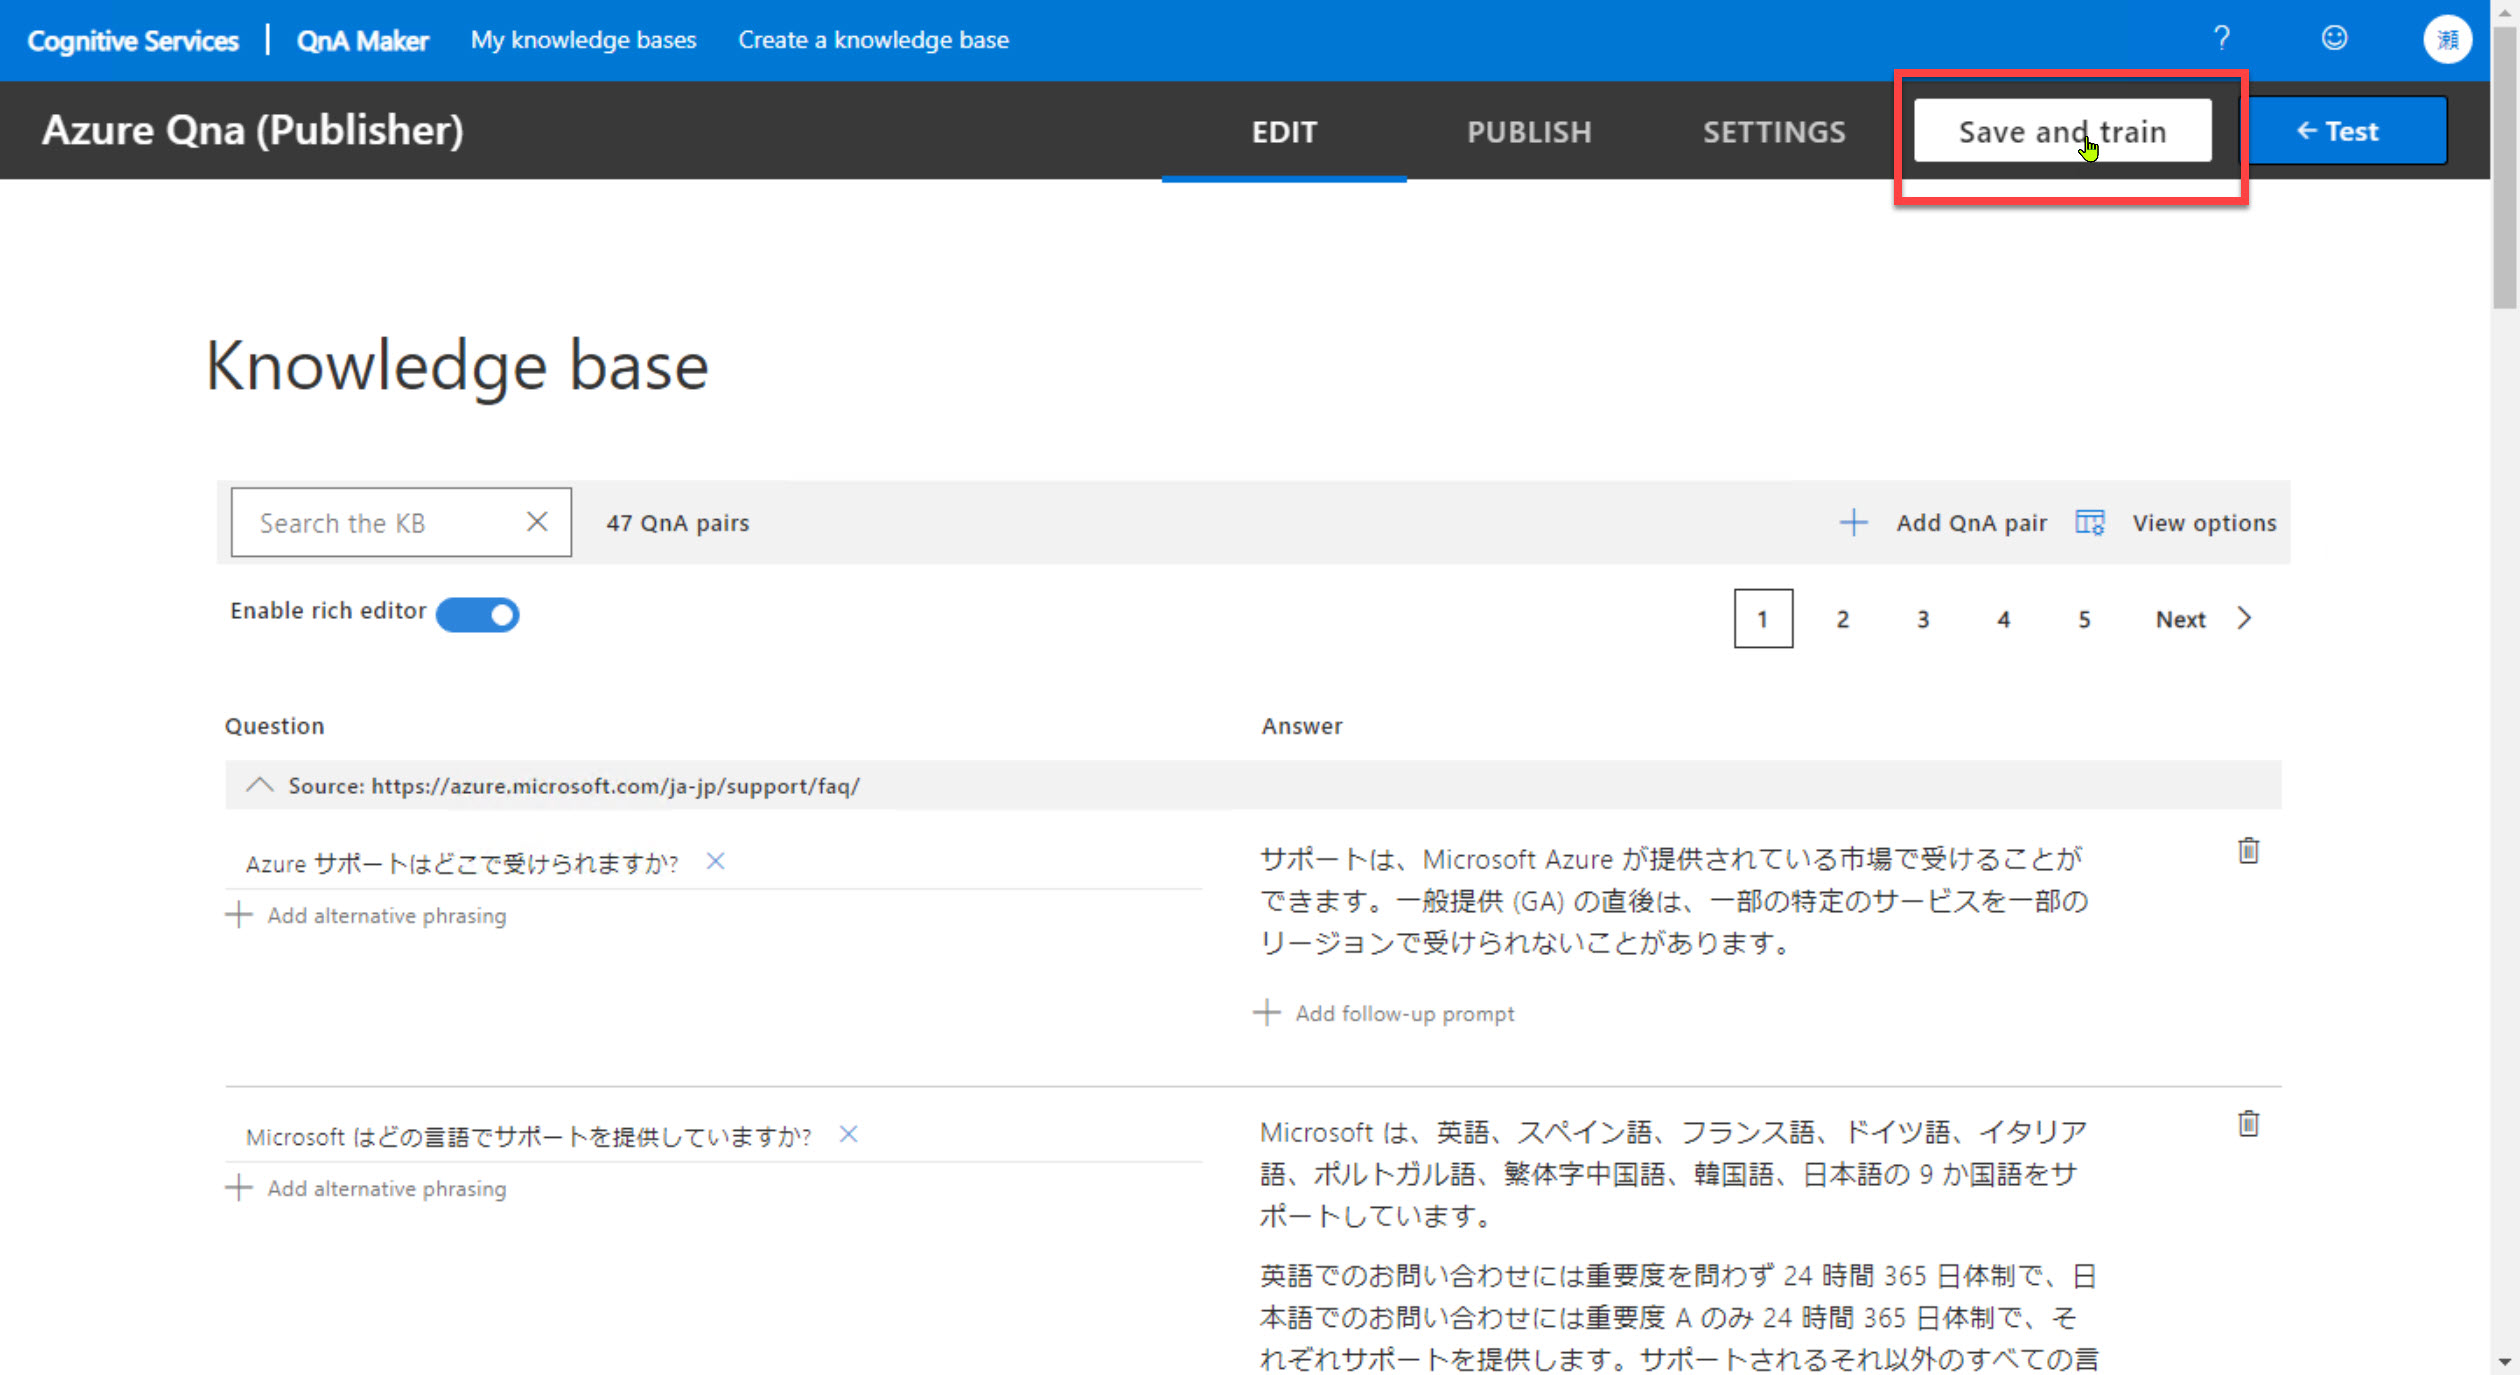 Cognitive Services | QnA Maker My knowledge bases Create a knowledge base ? 瀬
Azure Qna (Publisher) EDIT PUBLISH SETTINGS Save and train ← Test
Knowledge base
Search the KB 47 QnA pairs Add QnA pair View options
Enable rich editor 1 2 3 4 5 Next
Question Answer
Source: https://azure.microsoft.com/ja-jp/support/faq/
Azure サポートはどこで受けられますか?
Add alternative phrasing
サポートは、Microsoft Azure が提供されている市場で受けることが
できます。一般提供 (GA) の直後は、一部の特定のサービスを一部の
リージョンで受けられないことがあります。
Add follow-up prompt
Microsoft はどの言語でサポートを提供していますか?
Add alternative phrasing
Microsoft は、英語、スペイン語、フランス語、ドイツ語、イタリア
語、ポルトガル語、繁体字中国語、韓国語、日本語の 9 か国語をサ
ポートしています。
英語でのお問い合わせには重要度を問わず 24 時間 365 日体制で、日
本語でのお問い合わせには重要度 A のみ 24 時間 365 日体制で、そ
れぞれサポートを提供します。サポートされるそれ以外のすべての言